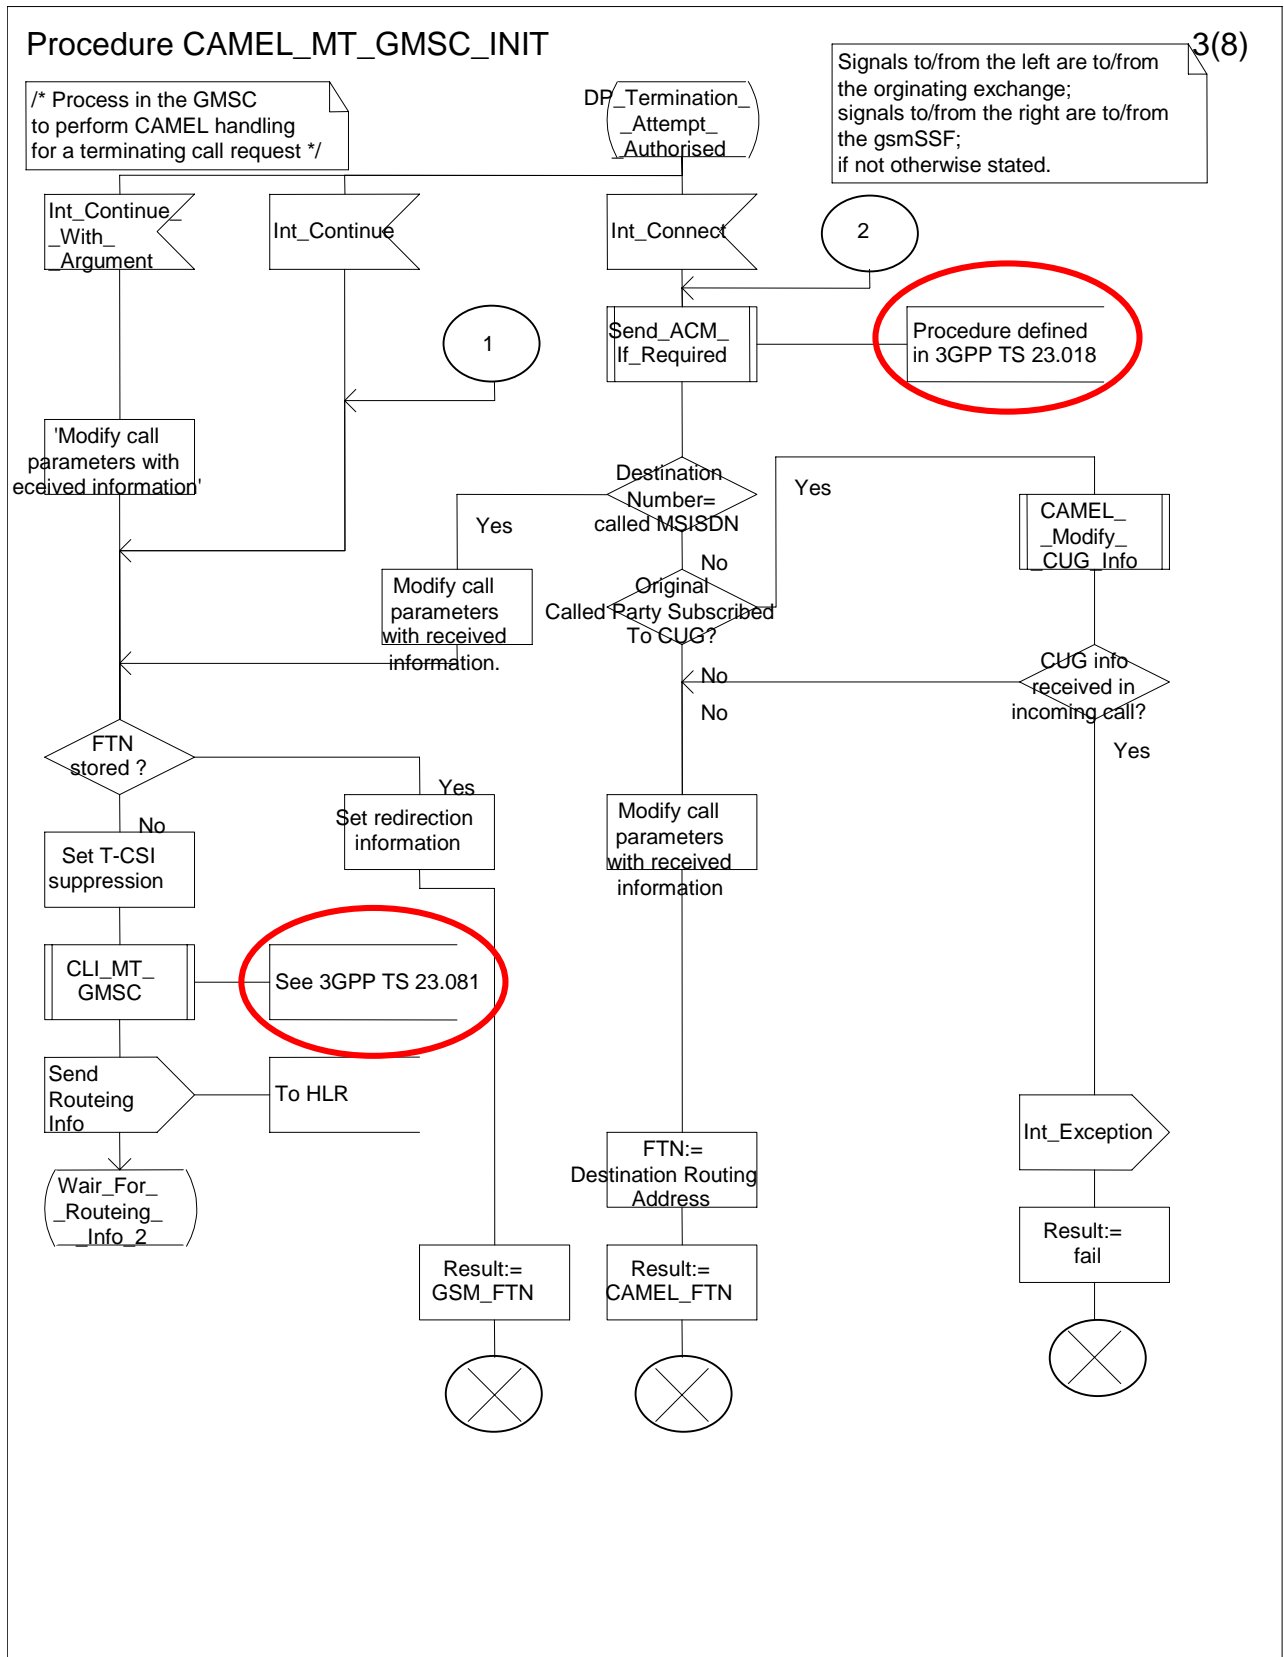 Procedure CAMEL_MT_GMSC_INIT
3(8)
/* Process in the GMSC
to perform CAMEL handling
for a terminating call request */
DP_Termination_
_Attempt_
_Authorised
Signals to/from the left are to/from
the orginating exchange;
signals to/from the right are to/from
the gsmSSF;
if not otherwise stated.
Int_Continue_
_With_
_Argument
Int_Continue
Int_Connect
2
1
Send_ACM_
If_Required
Procedure defined
in 3GPP TS 23.018
'Modify call
parameters with
eceived information'
Destination
Number=
called MSISDN
Yes
No
Yes
CAMEL_
_Modify_
_CUG_Info
Modify call
parameters
with received
information.
Original
Called Party Subscribed
To CUG?
No
No
CUG info
received in
incoming call?
Yes
FTN
stored ?
Yes
No
Set redirection
information
Modify call
parameters
with received
information
Set T-CSI
suppression
CLI_MT_
GMSC
See 3GPP TS 23.081
Send
Routeing
Info
To HLR
Int_Exception
Wair_For_
_Routeing_
_Info_2
FTN:=
Destination Routing
Address
Result:=
fail
Result:=
GSM_FTN
Result:=
CAMEL_FTN